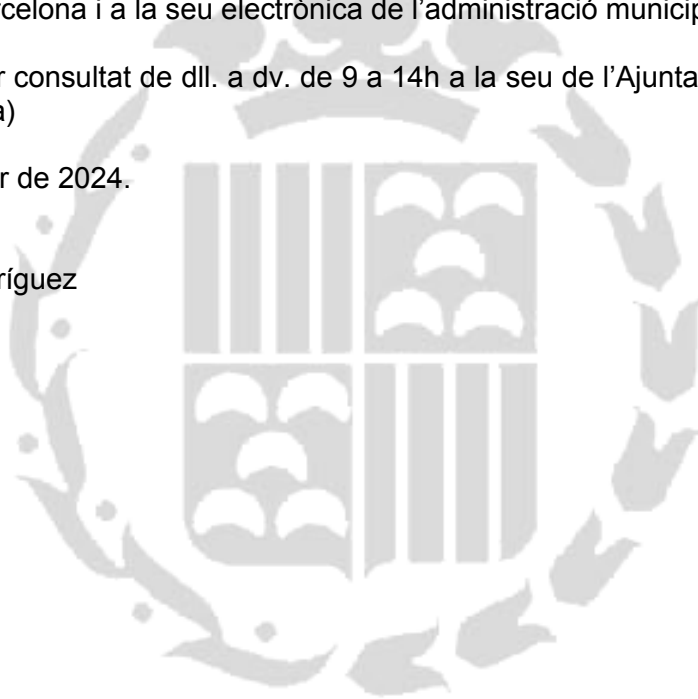 rcelona i a la seu electrònica de l'administració municip
r consultat de dll. a dv. de 9 a 14h a la seu de l'Ajunta
a)
r de 2024.
ríguez